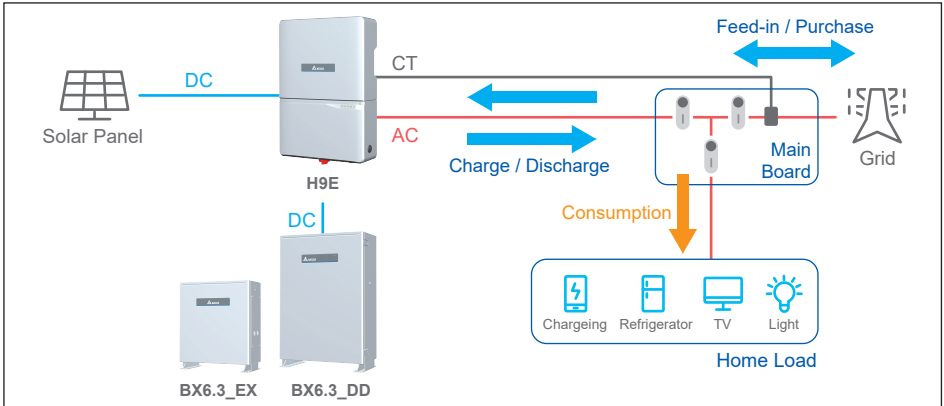 Feed-in / Purchase
CT
DC
Solar Panel
AC
Charge / Discharge
Main
Board
Grid
H9E
DC
Consumption
Chargeing
Refrigerator
TV
Light
Home Load
BX6.3_EX
BX6.3_DD